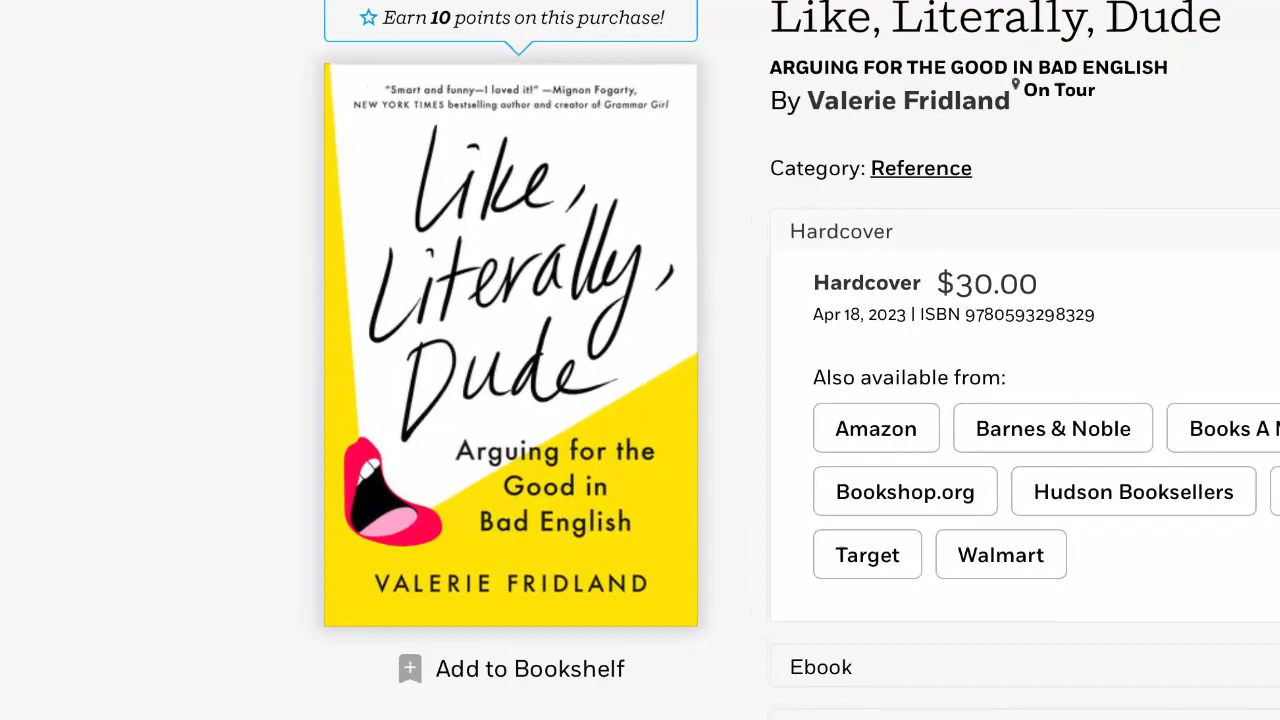 Earn 10 points on this purchase!
"Smart and funny—I loved it!" —Mignon Fogarty,
NEW YORK TIMES bestselling author and creator of Grammar Girl
Like,
Literally,
Dude
Arguing for the
Good in
Bad English
VALERIE FRIDLAND
Add to Bookshelf
Like, Literally, Dude
ARGUING FOR THE GOOD IN BAD ENGLISH
By Valerie Fridland On Tour
Category: Reference
Hardcover
Hardcover $30.00
Apr 18, 2023 | ISBN 9780593298329
Also available from:
Amazon Barnes & Noble Books A
Bookshop.org Hudson Booksellers
Target Walmart
Ebook